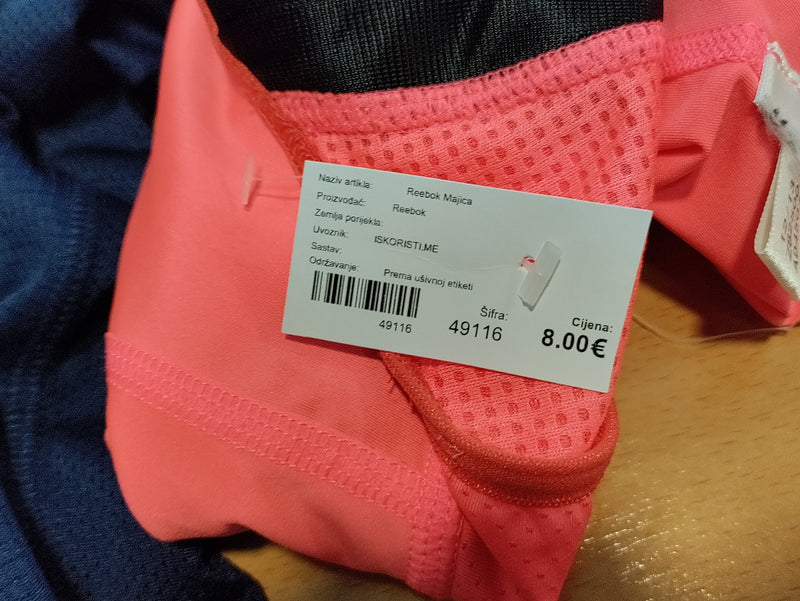 Naziv artikla: Reebok Majica
Proizvođač: Reebok
Zemlja porijekla:
Uvoznik: ISKORISTI.ME
Sastav:
Održavanje: Prema ušivnoj etiketi
49116
Šifra:
49116
Cijena:
8.00€